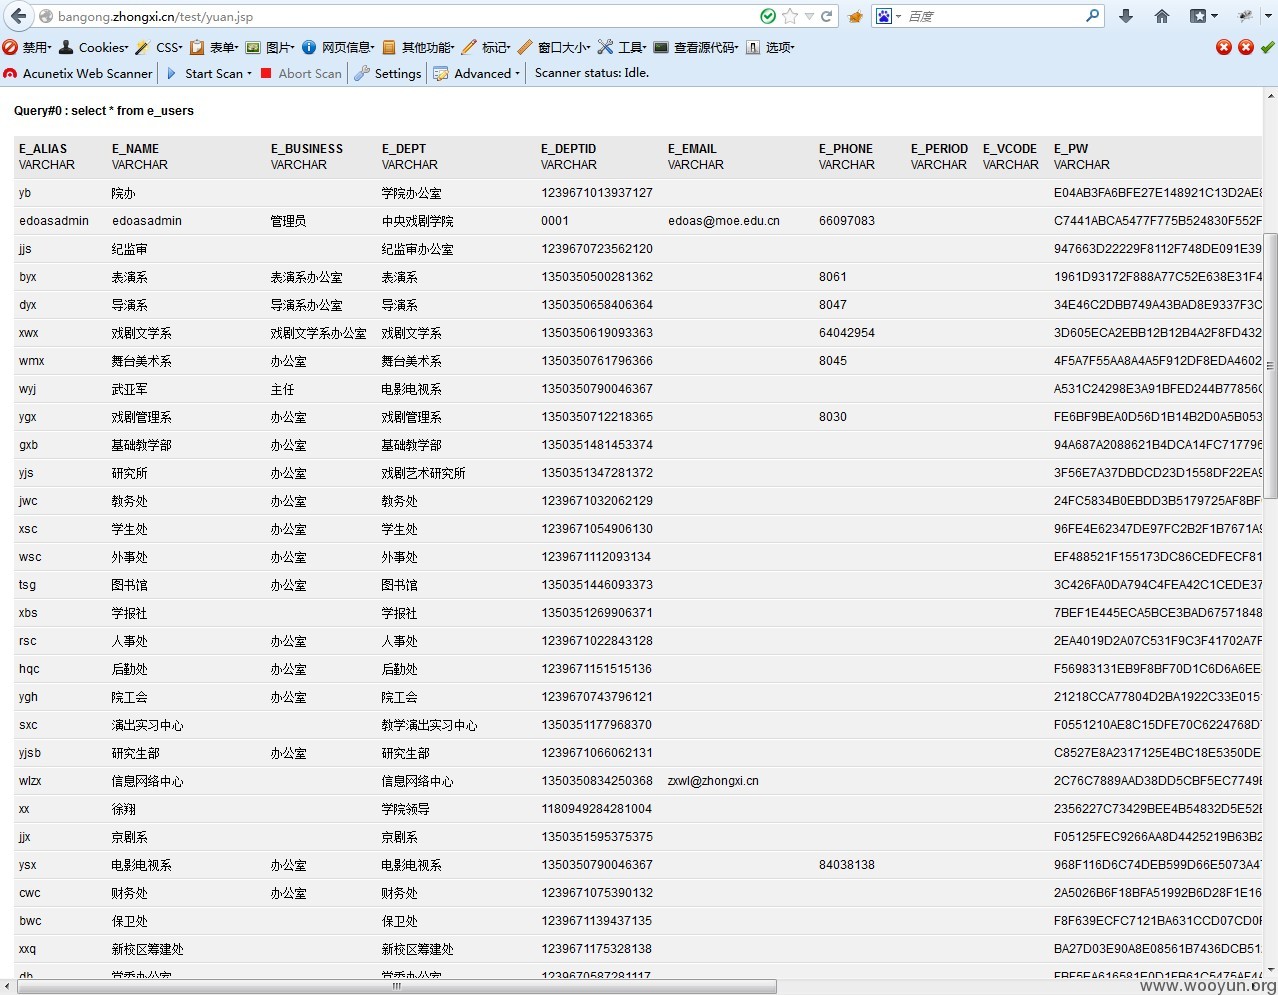 bangong.zhongxi.cn/test/yuan.jsp 百度
禁用 Cookies CSS 表单 图片 网页信息 其他功能 标记 窗口大小 工具 查看源代码 选项
Acunetix Web Scanner Start Scan Abort Scan Settings Advanced Scanner status: Idle.
Query#0 : select * from e_users
E_ALIAS E_NAME E_BUSINESS E_DEPT E_DEPTID E_EMAIL E_PHONE E_PERIOD E_VCODE E_PW
VARCHAR VARCHAR VARCHAR VARCHAR VARCHAR VARCHAR VARCHAR VARCHAR VARCHAR VARCHAR
yb 院办 学院办公室 1239671013937127 E04AB3FA6BFE27E148921C13D2AE8
edoasadmin edoasadmin 管理员 中央戏剧学院 0001 edoas@moe.edu.cn 66097083 C7441ABCA5477F775B524830F552F
jjs 纪监审 纪监审办公室 1239670723562120 947663D22229F8112F748DE091E39
byx 表演系 表演系办公室 表演系 1350350500281362 8061 1961D93172F888A77C52E638E31F4
dyx 导演系 导演系办公室 导演系 1350350658406364 8047 34E46C2DBB749A43BAD8E9337F3C
xwx 戏剧文学系 戏剧文学系办公室 戏剧文学系 1350350619093363 64042954 3D605ECA2EBB12B12B4A2F8FD432
wmx 舞台美术系 办公室 舞台美术系 1350350761796366 8045 4F5A7F55AA8A4A5F912DF8EDA4602
wyj 武亚军 主任 电影电视系 1350350790046367 A531C24298E3A91BFED244B77856C
ygx 戏剧管理系 办公室 戏剧管理系 1350350712218365 8030 FE6BF9BEA0D56D1B14B2D0A5B053
gxb 基础教学部 办公室 基础教学部 1350351481453374 94A687A2088621B4DCA14FC717796
yjs 研究所 办公室 戏剧艺术研究所 1350351347281372 3F56E7A37DBDCD23D1558DF22EA9
jwc 教务处 办公室 教务处 1239671032062129 24FC5834B0EBDD3B5179725AF8BF
xsc 学生处 办公室 学生处 1239671054906130 96FE4E62347DE97FC2B2F1B7671A9
wsc 外事处 办公室 外事处 1239671112093134 EF488521F155173DC86CEDFECF81
tsg 图书馆 办公室 图书馆 1350351446093373 3C426FA0DA794C4FEA42C1CEDE37
xbs 学报社 学报社 1350351269906371 7BEF1E445ECA5BCE3BAD67571848
rsc 人事处 办公室 人事处 1239671022843128 2EA4019D2A07C531F9C3F41702A7F
hqc 后勤处 办公室 后勤处 1239671151515136 F56983131EB9F8BF70D1C6D6A6EE
ygh 院工会 办公室 院工会 1239670743796121 21218CCA77804D2BA1922C33E015
sxc 演出实习中心 教学演出实习中心 1350351177968370 F0551210AE8C15DFE70C6224768D
yjsb 研究生部 办公室 研究生部 1239671066062131 C8527E8A2317125E4BC18E5350DE
wlzx 信息网络中心 信息网络中心 1350350834250368 zxwl@zhongxi.cn 2C76C7889AAD38DD5CBF5EC7749E
xx 徐翔 学院领导 1180949284281004 2356227C73429BEE4B54832D5E52E
jjx 京剧系 京剧系 1350351595375375 F05125FEC9266AA8D4425219B63B2
ysx 电影电视系 办公室 电影电视系 1350350790046367 84038138 968F116D6C74DEB599D66E5073A4
cwc 财务处 办公室 财务处 1239671075390132 2A5026B6F18BFA51992B6D28F1E16
bwc 保卫处 保卫处 1239671139437135 F8F639ECFC7121BA631CCD07CD0F
xxq 新校区筹建处 新校区筹建处 1239671175328138 BA27D03E90A8E08561B7436DCB51
db 党委办公室 党委办公室 1239670587281117
www.wooyun.org